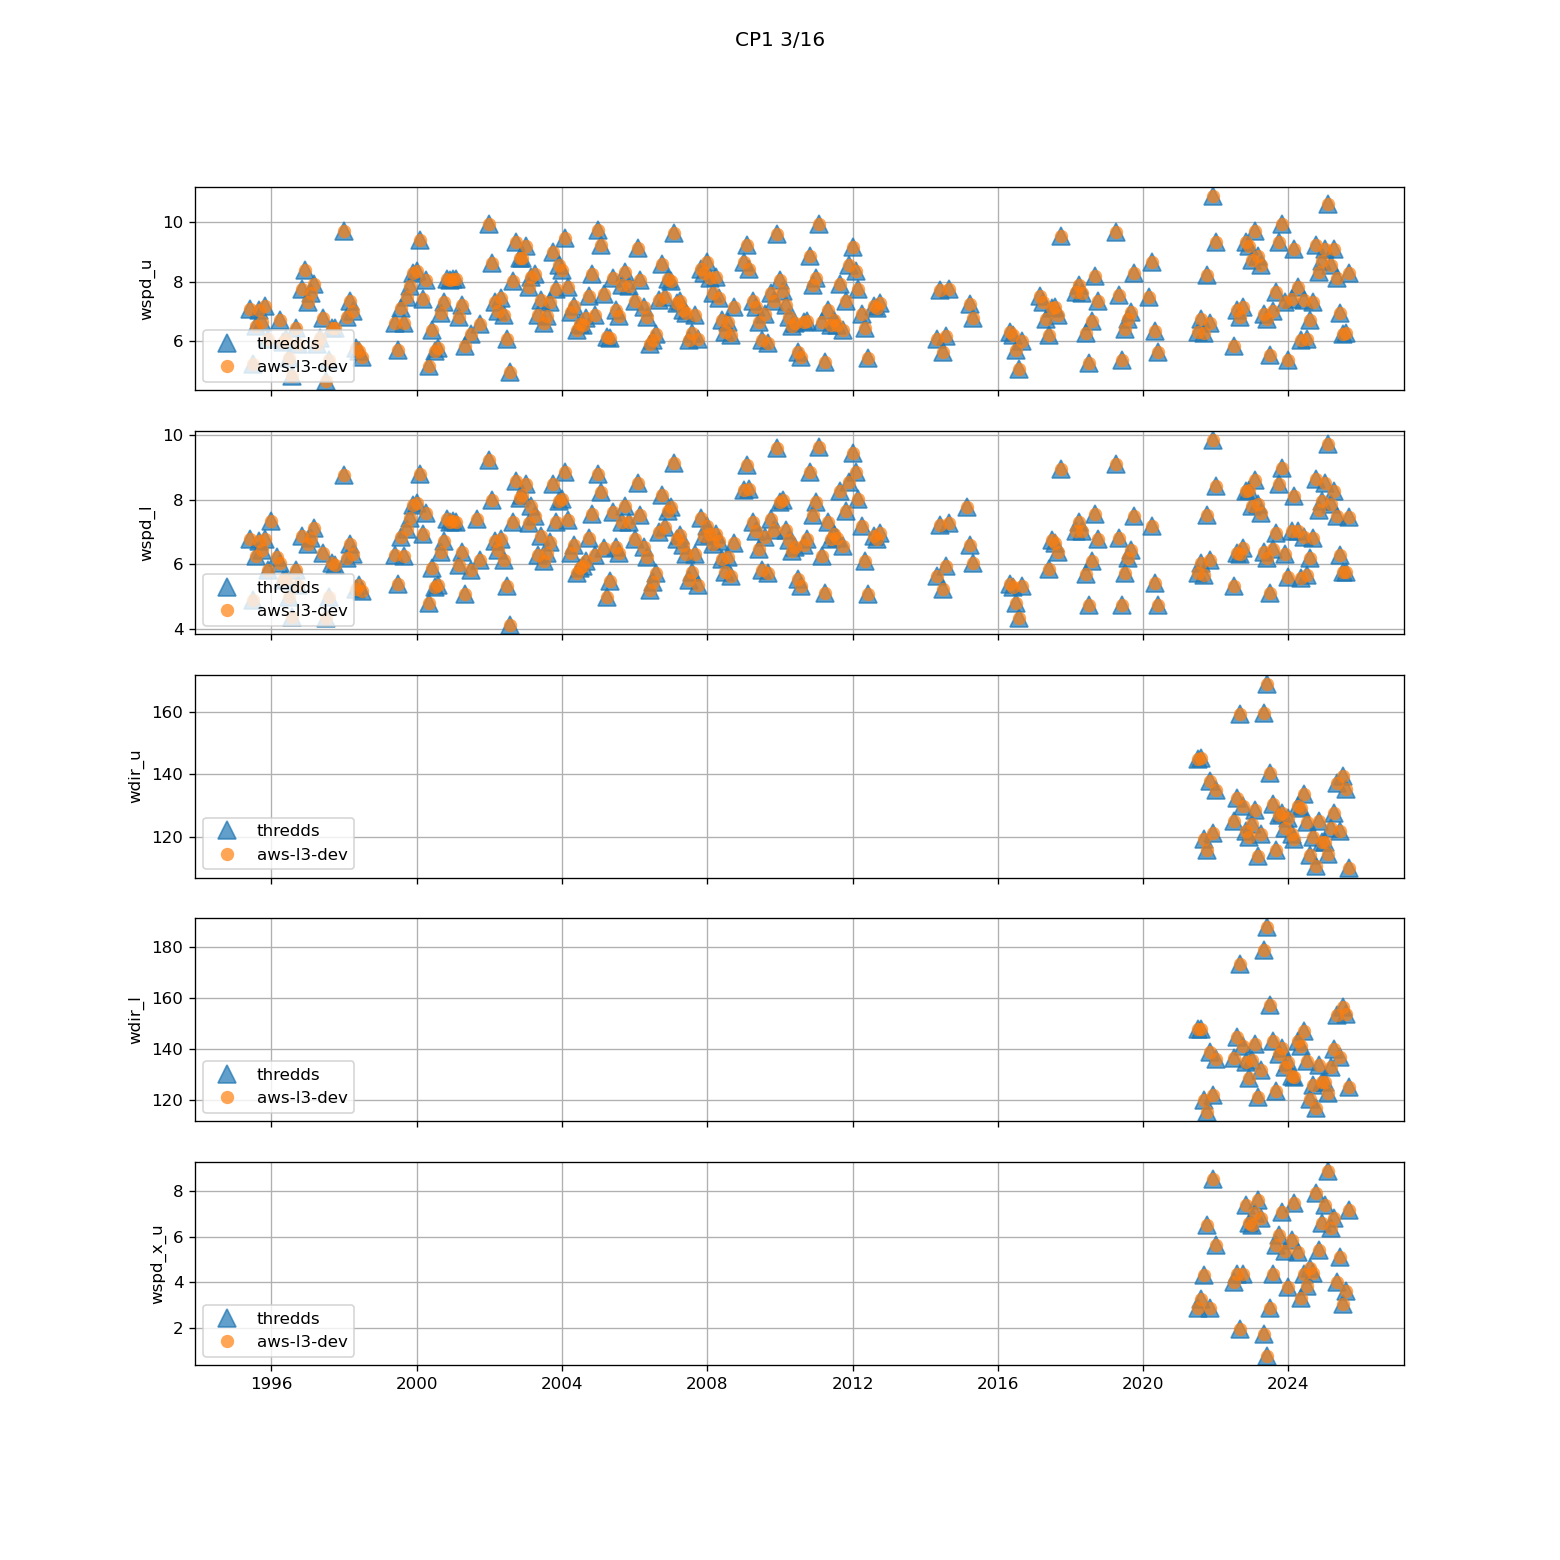 CP1 3/16
wspd_u
10
8
6
thredds
aws-l3-dev
wspd_l
10
8
6
4
thredds
aws-l3-dev
wdir_u
160
140
120
thredds
aws-l3-dev
wdir_l
180
160
140
120
thredds
aws-l3-dev
wspd_x_u
8
6
4
2
thredds
aws-l3-dev
1996 2000 2004 2008 2012 2016 2020 2024